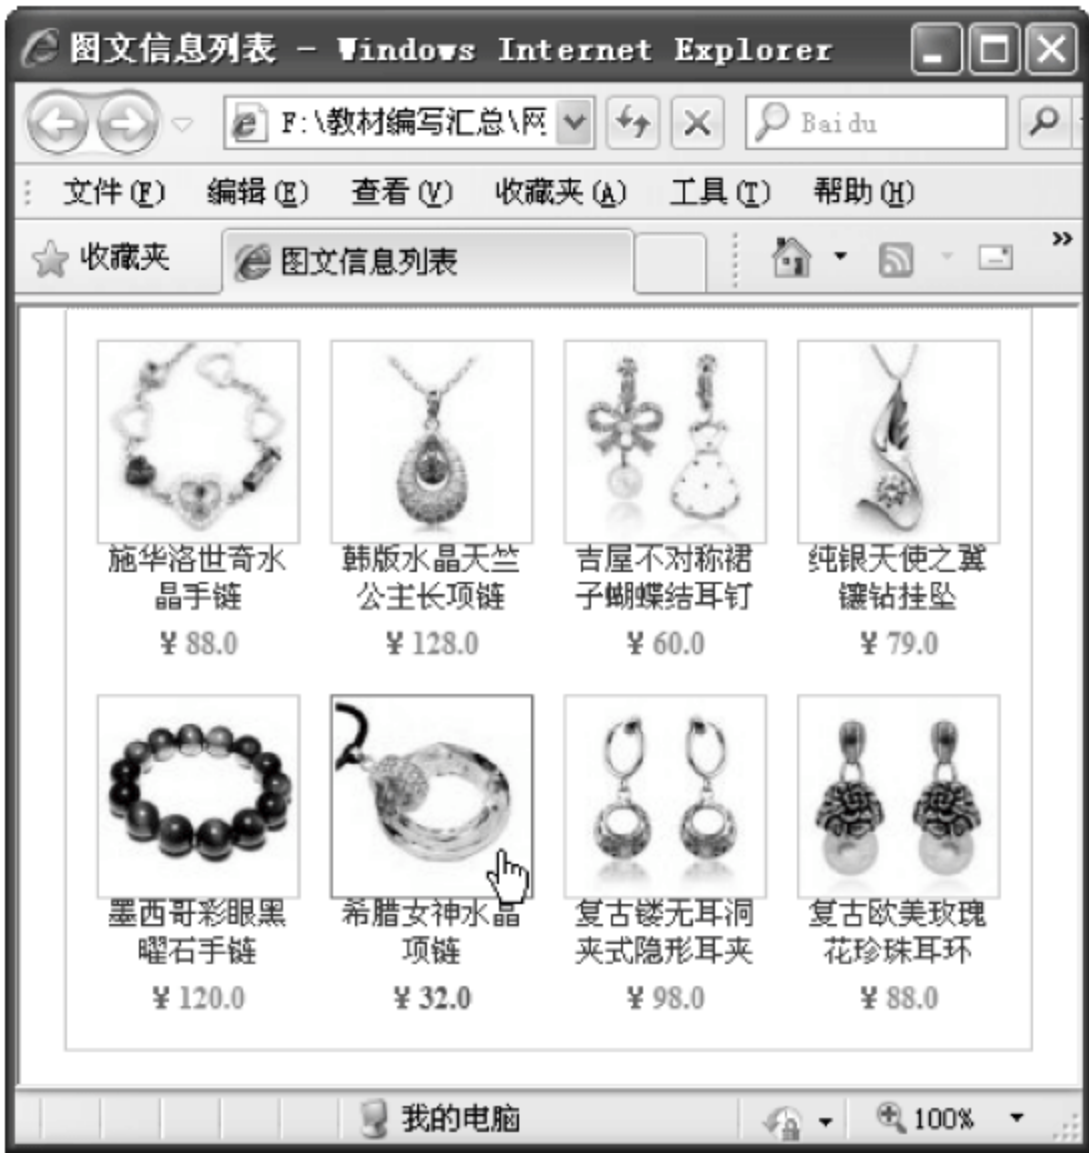 图文信息列表 - Windows Internet Explorer
F:\教材编写汇总\网
Baidu
文件(F) 编辑(E) 查看(V) 收藏夹(A) 工具(T) 帮助(H)
收藏夹 图文信息列表 »
施华洛世奇水 韩版水晶天竺 吉屋不对称裙 纯银天使之翼
晶手链 公主长项链 子蝴蝶结耳钉 镶钻挂坠
¥ 88.0 ¥ 128.0 ¥ 60.0 ¥ 79.0
墨西哥彩眼黑 希腊女神水晶 复古镂无耳洞 复古欧美玫瑰
曜石手链 项链 夹式隐形耳夹 花珍珠耳环
¥ 120.0 ¥ 32.0 ¥ 98.0 ¥ 88.0
我的电脑 100%